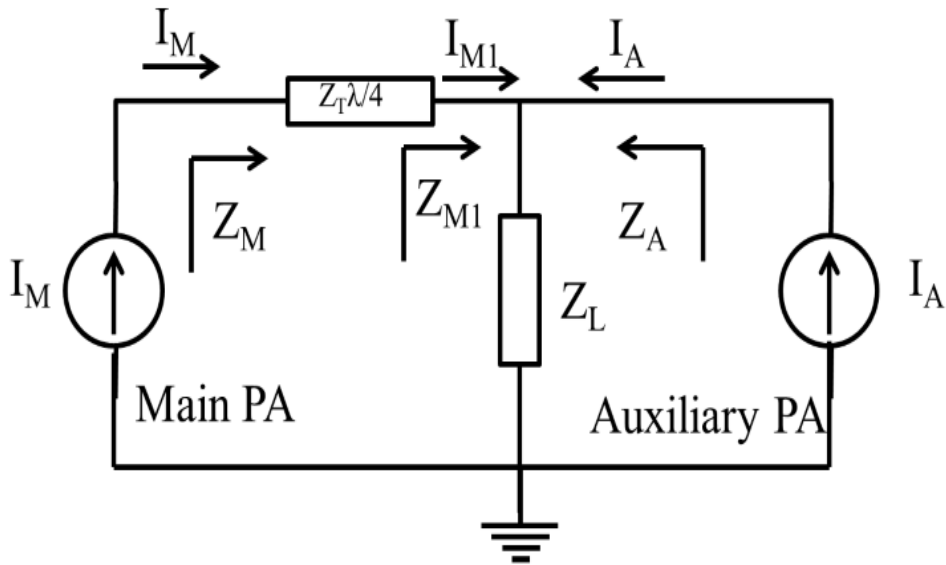 I_M
I_M1
I_A
Z_Tλ/4
Z_M
Z_M1
Z_A
I_M
Z_L
I_A
Main PA
Auxiliary PA